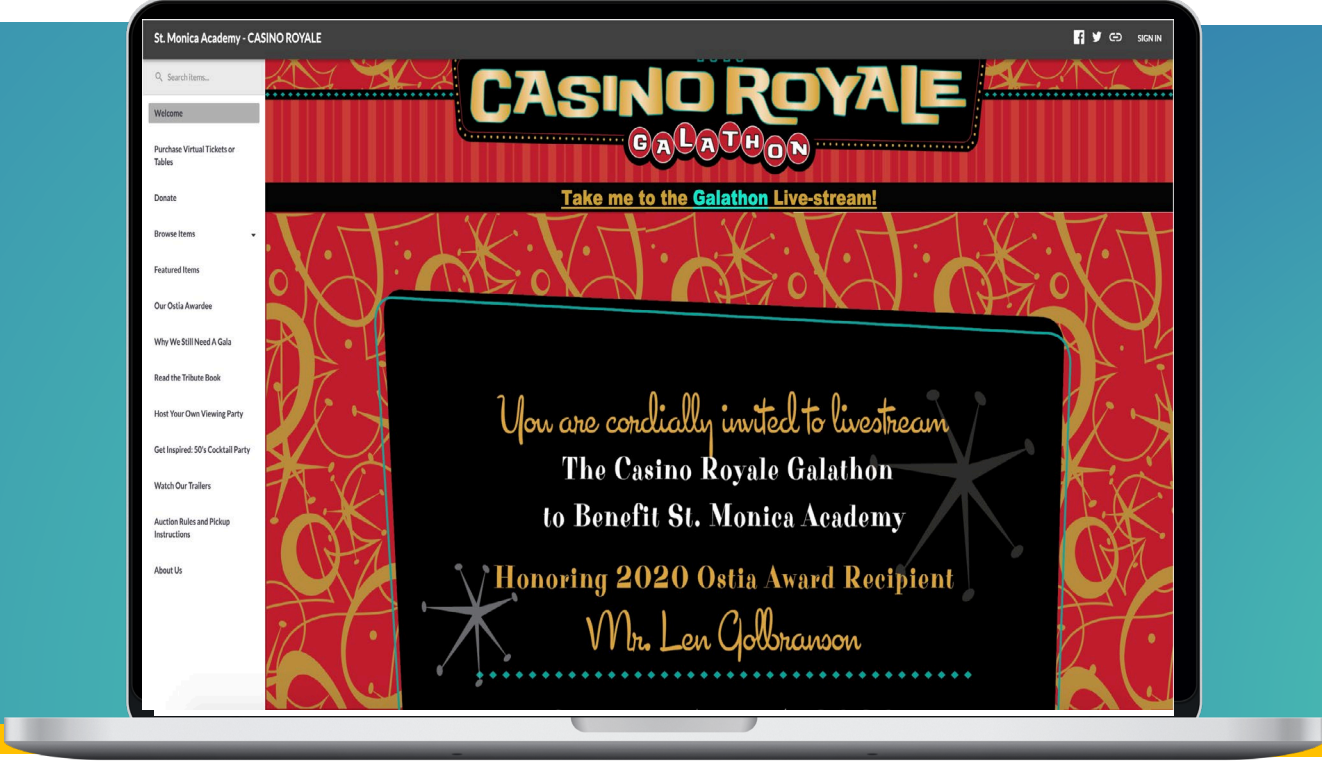 St. Monica Academy - CASINO ROYALE
SIGN IN
Search items...
Welcome
Purchase Virtual Tickets or
Tables
Donate
Browse Items
Featured Items
Our Ostia Awardee
Why We Still Need A Gala
Read the Tribute Book
Host Your Own Viewing Party
Get Inspired: 50's Cocktail Party
Watch Our Trailers
Auction Rules and Pickup
Instructions
About Us
CASINO ROYALE
GALATHON
Take me to the Galathon Live-stream!
You are cordially invited to livestream
The Casino Royale Galathon
to Benefit St. Monica Academy
Honoring 2020 Ostia Award Recipient
Mr. Len Golbranson